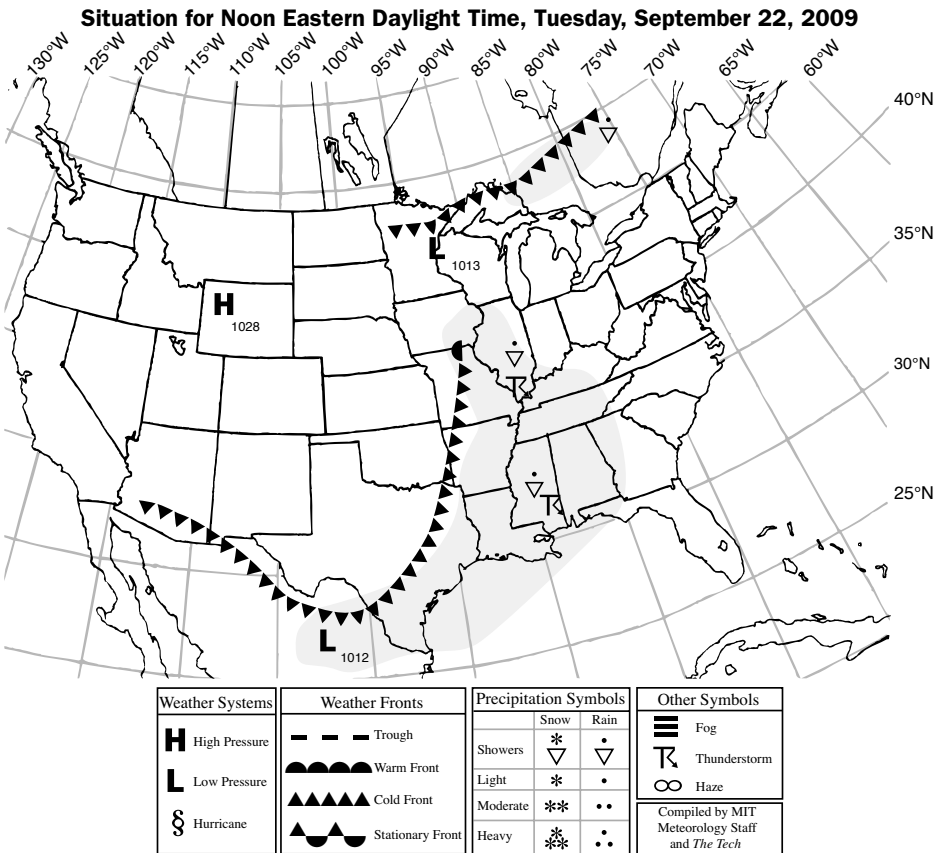 Situation for Noon Eastern Daylight Time, Tuesday, September 22, 2009
130°W 125°W 120°W 115°W 110°W 105°W 100°W 95°W 90°W 85°W 80°W 75°W 70°W 65°W 60°W
40°N
35°N
30°N
25°N
L
1013
H
1028
L
1012
Weather Systems
H High Pressure
L Low Pressure
§ Hurricane
Weather Fronts
Trough
Warm Front
Cold Front
Stationary Front
Precipitation Symbols
Snow Rain
Showers
Light
Moderate
Heavy
Other Symbols
Fog
Thunderstorm
Haze
Compiled by MIT
Meteorology Staff
and The Tech